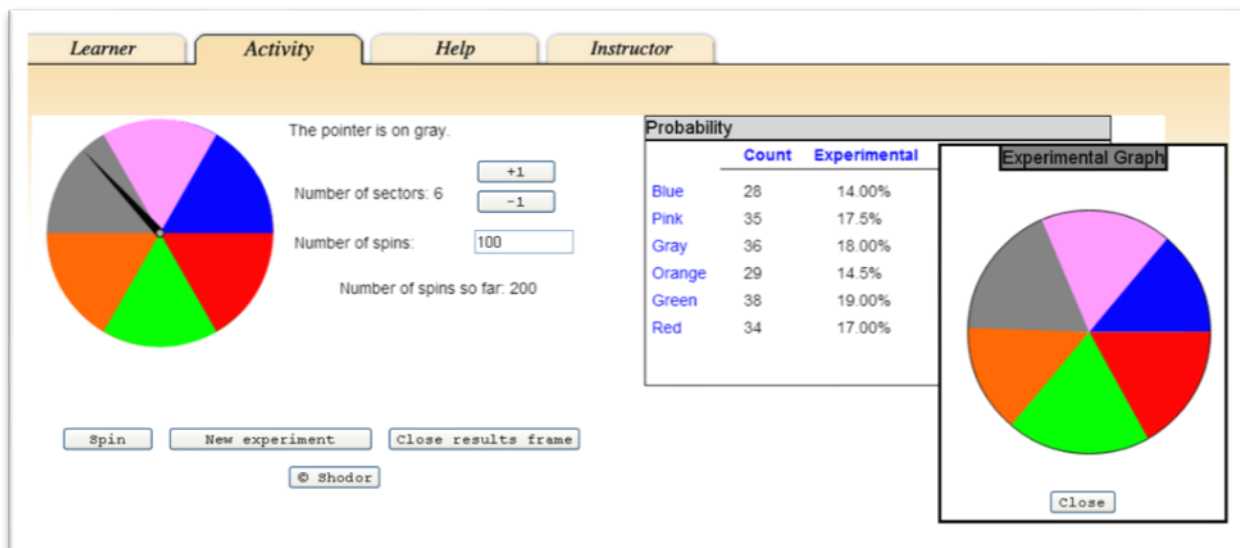 Learner Activity Help Instructor
The pointer is on gray.
Number of sectors: 6
+1
-1
Number of spins: 100
Number of spins so far: 200
Spin New experiment Close results frame
© Shodor
Probability
Count Experimental
Blue 28 14.00%
Pink 35 17.5%
Gray 36 18.00%
Orange 29 14.5%
Green 38 19.00%
Red 34 17.00%
Experimental Graph
Close